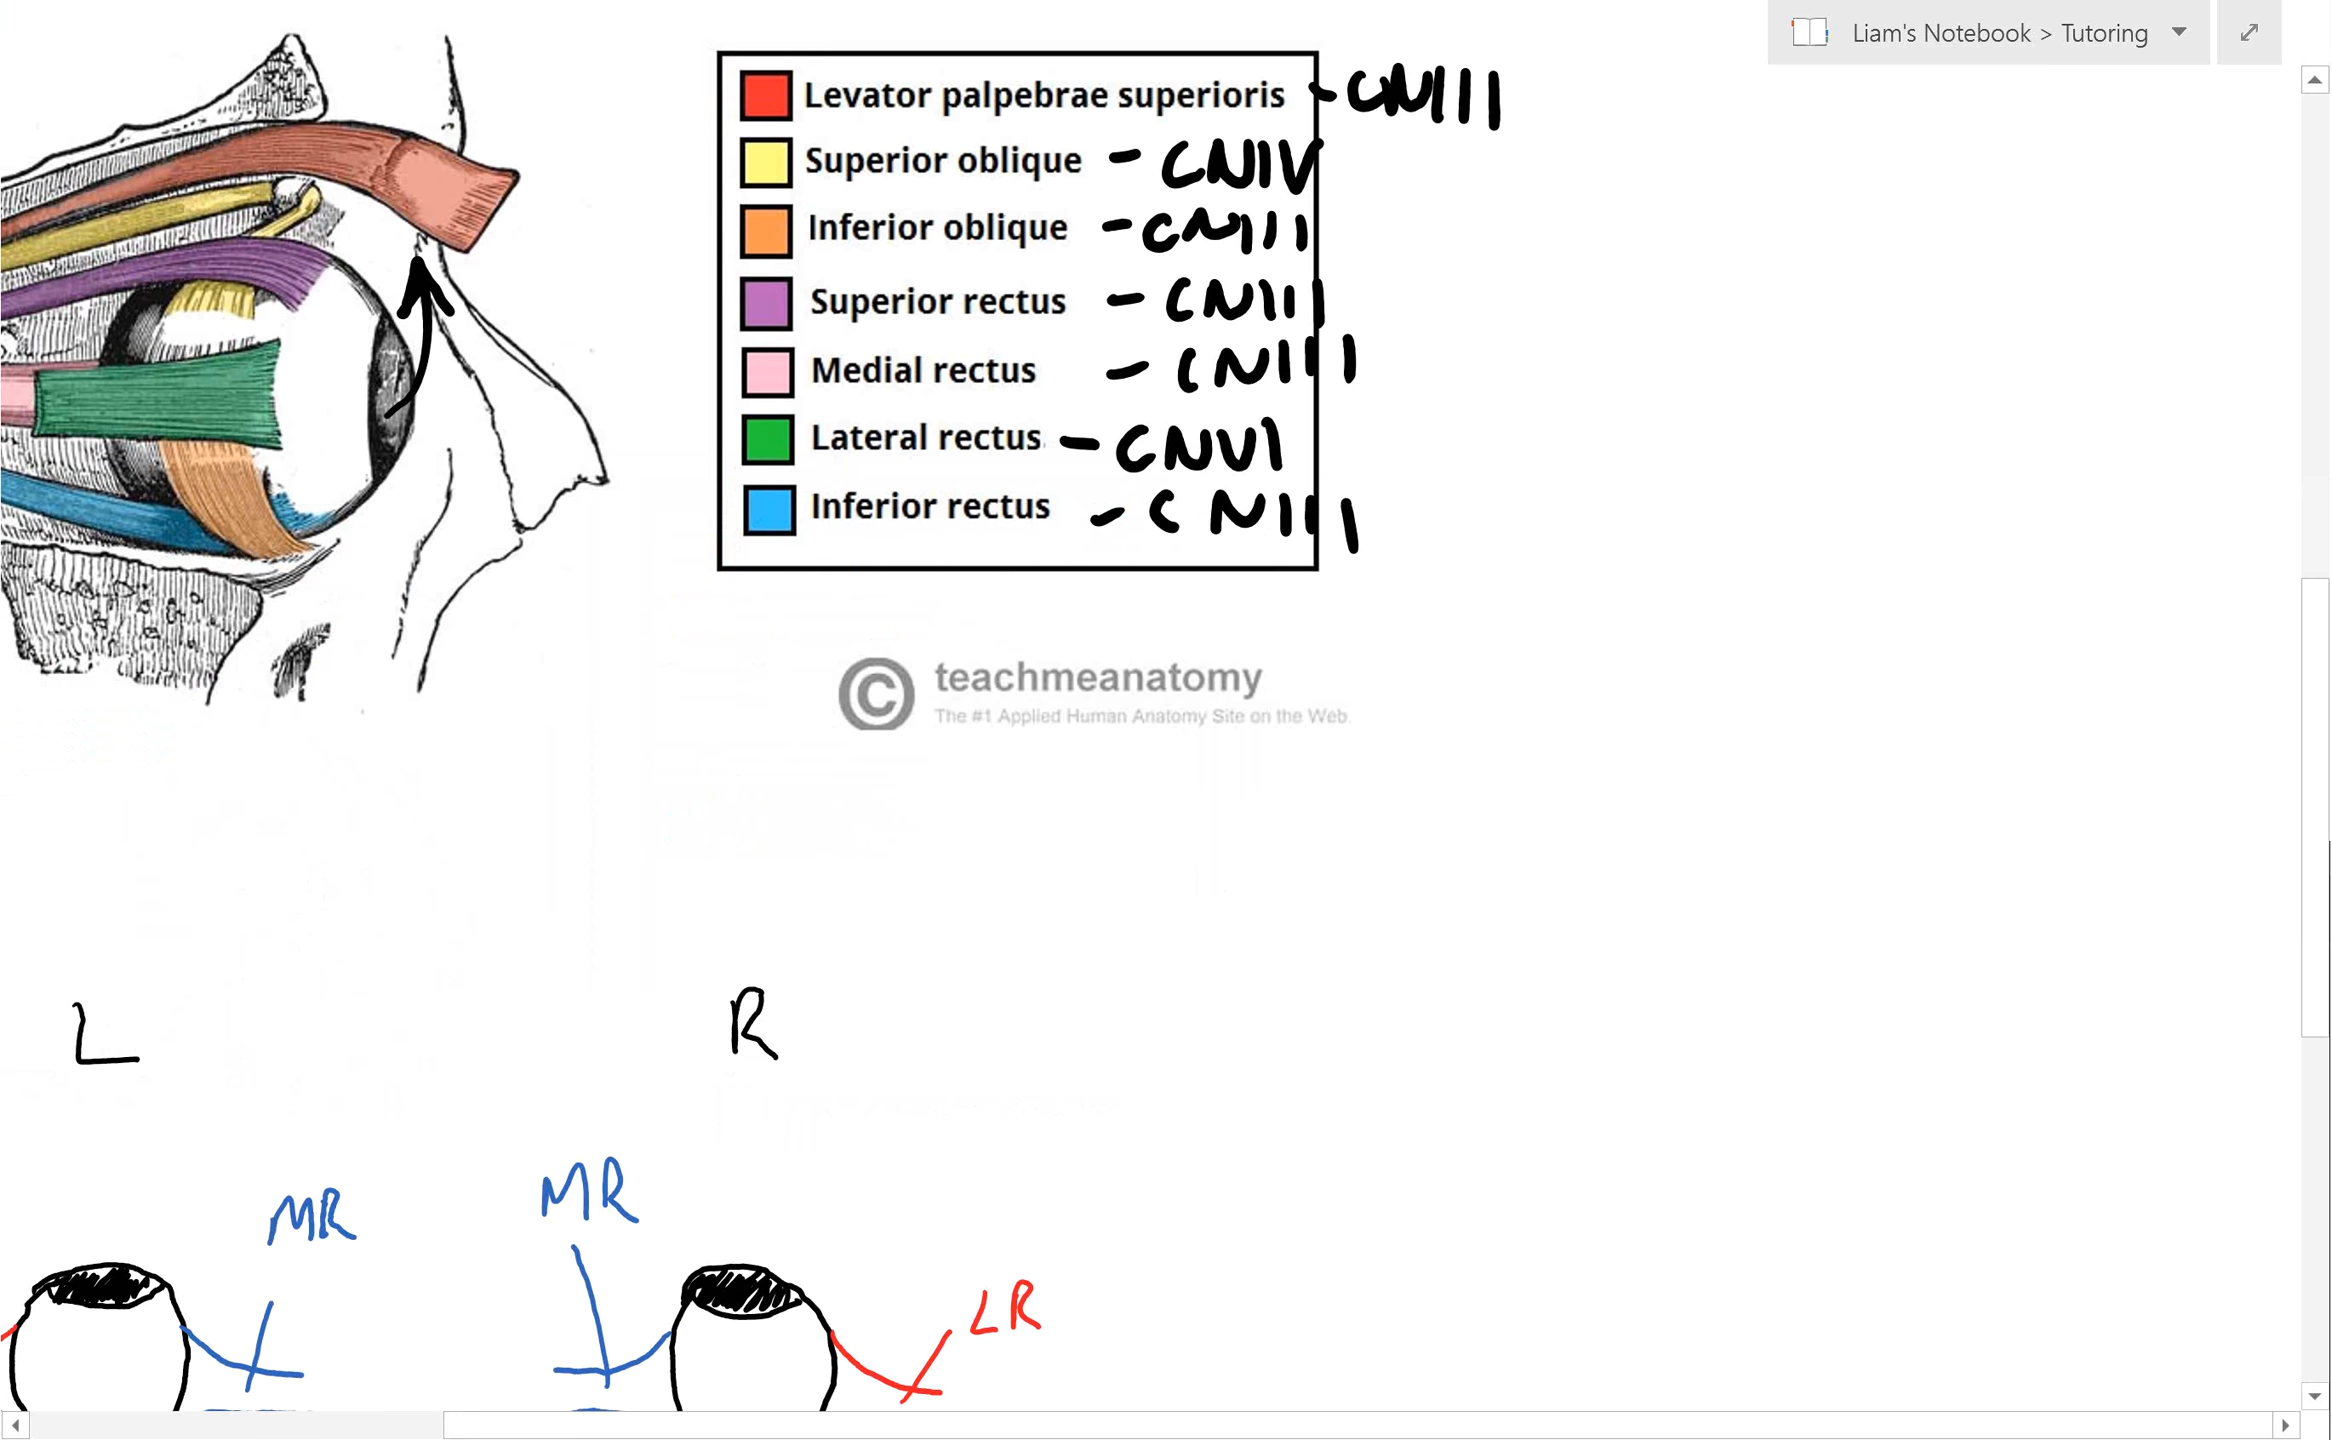 Liam's Notebook > Tutoring
Levator palpebrae superioris - CNIII
Superior oblique - CNIV
Inferior oblique - CNIII
Superior rectus - CNIII
Medial rectus - CNIII
Lateral rectus - CNVI
Inferior rectus - CNIII
© teachmeanatomy
The #1 Applied Human Anatomy Site on the Web.
L R
MR MR
LR